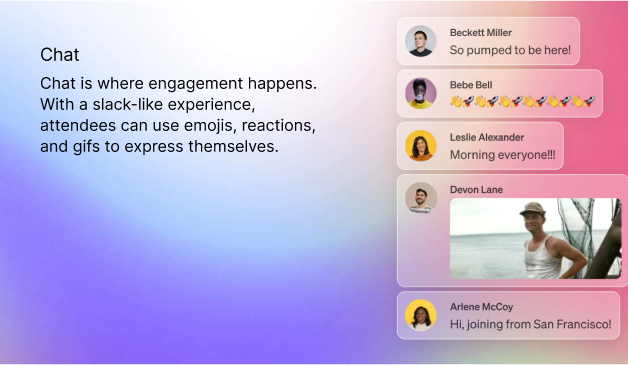 Chat
Chat is where engagement happens.
With a slack-like experience,
attendees can use emojis, reactions,
and gifs to express themselves.
Beckett Miller
So pumped to be here!
Bebe Bell
👋🚀👋🚀👋🚀👋🚀👋🚀👋🚀
Leslie Alexander
Morning everyone!!!
Devon Lane
Arlene McCoy
Hi, joining from San Francisco!